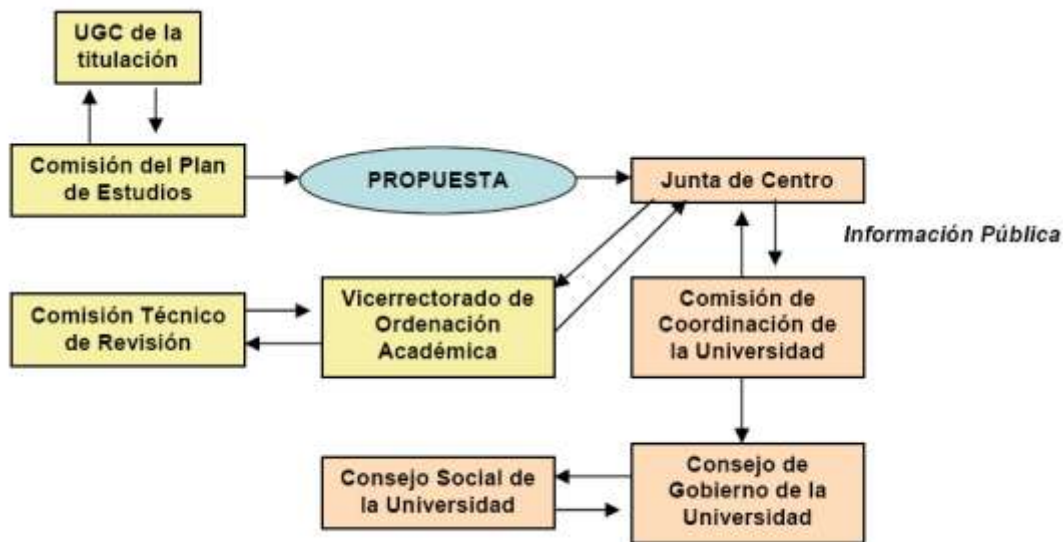 UGC de la
titulación
Comisión del Plan
de Estudios
PROPUESTA
Junta de Centro
Información Pública
Comisión Técnico
de Revisión
Vicerrectorado de
Ordenación
Académica
Comisión de
Coordinación de
la Universidad
Consejo Social de
la Universidad
Consejo de
Gobierno de la
Universidad